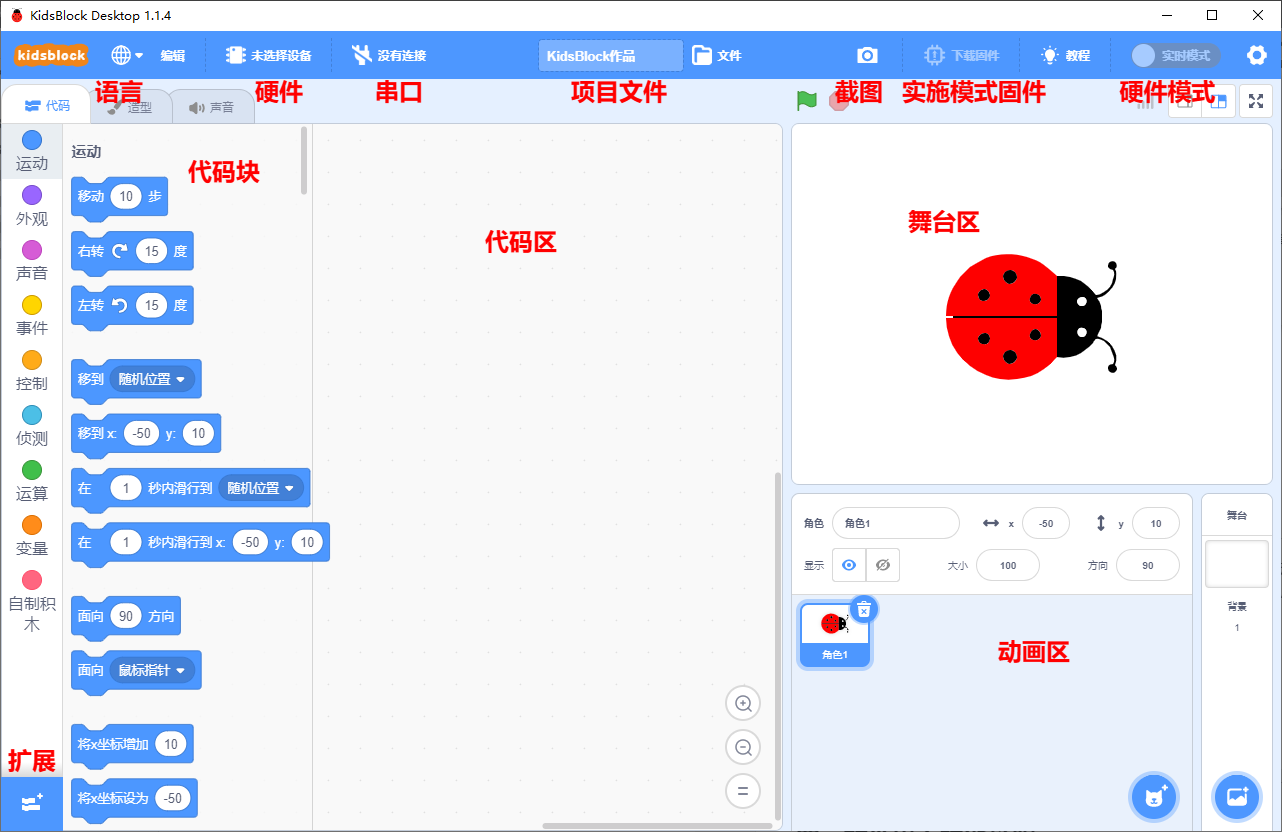 KidsBlock Desktop 1.1.4
kidsblock 编辑 未选择设备 没有连接 KidsBlock作品 文件 下载固件 教程 实时模式
语言 硬件 串口 项目文件 截图 实施模式固件 硬件模式
代码 造型 声音
运动
外观
声音
事件
控制
侦测
运算
变量
自制积
木
扩展
运动
代码块
移动 10 步
右转 15 度
左转 15 度
移到 随机位置
移到 x: -50 y: 10
在 1 秒内滑行到 随机位置
在 1 秒内滑行到 x: -50 y: 10
面向 90 方向
面向 鼠标指针
将x坐标增加 10
将x坐标设为 -50
代码区
舞台区
角色 角色1 x -50 y 10
显示 大小 100 方向 90
角色1
动画区
舞台
背景
1